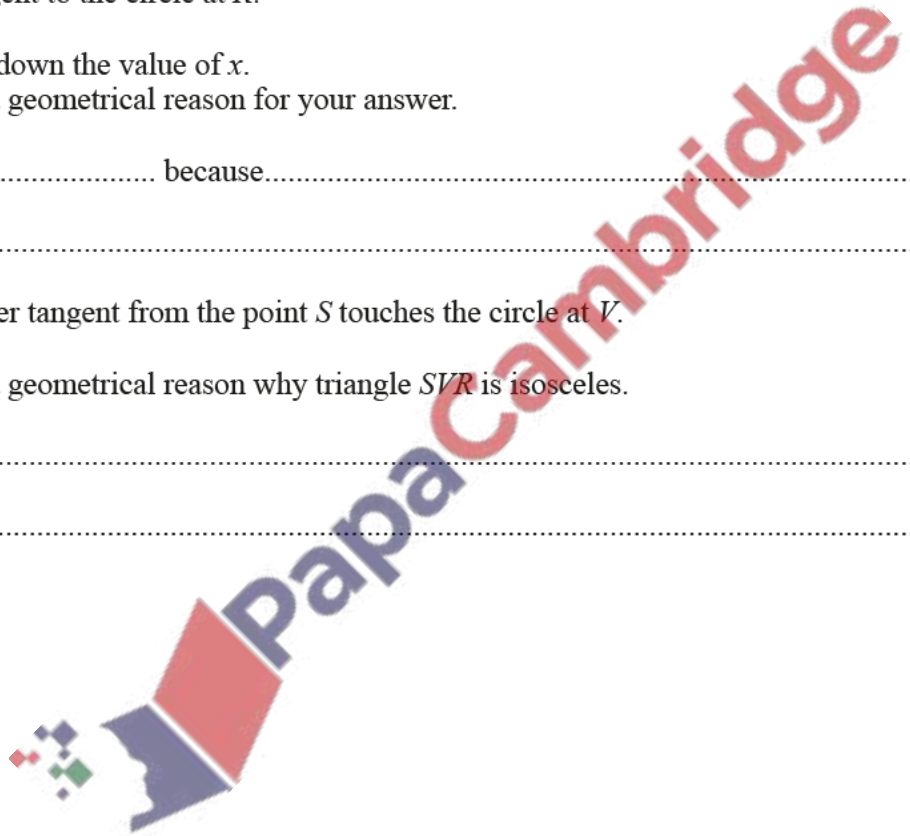 down the value of x.
geometrical reason for your answer.
................... because...........................................................................
er tangent from the point S touches the circle at V.
geometrical reason why triangle SVR is isosceles.
PapaCambridge